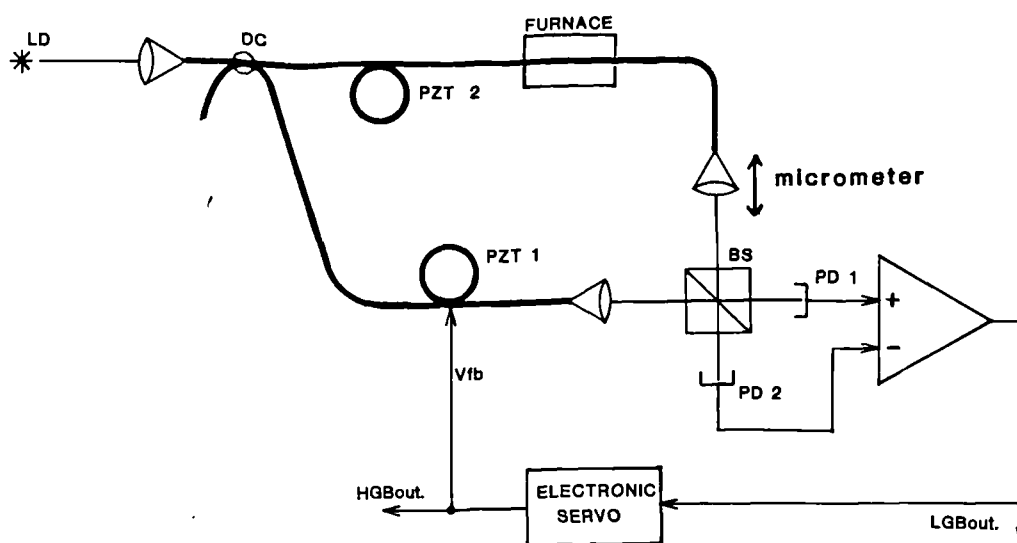 LD
DC
FURNACE
PZT 2
micrometer
PZT 1
BS
PD 1
+
-
Vfb
PD 2
HGBout.
ELECTRONIC
SERVO
LGBout.